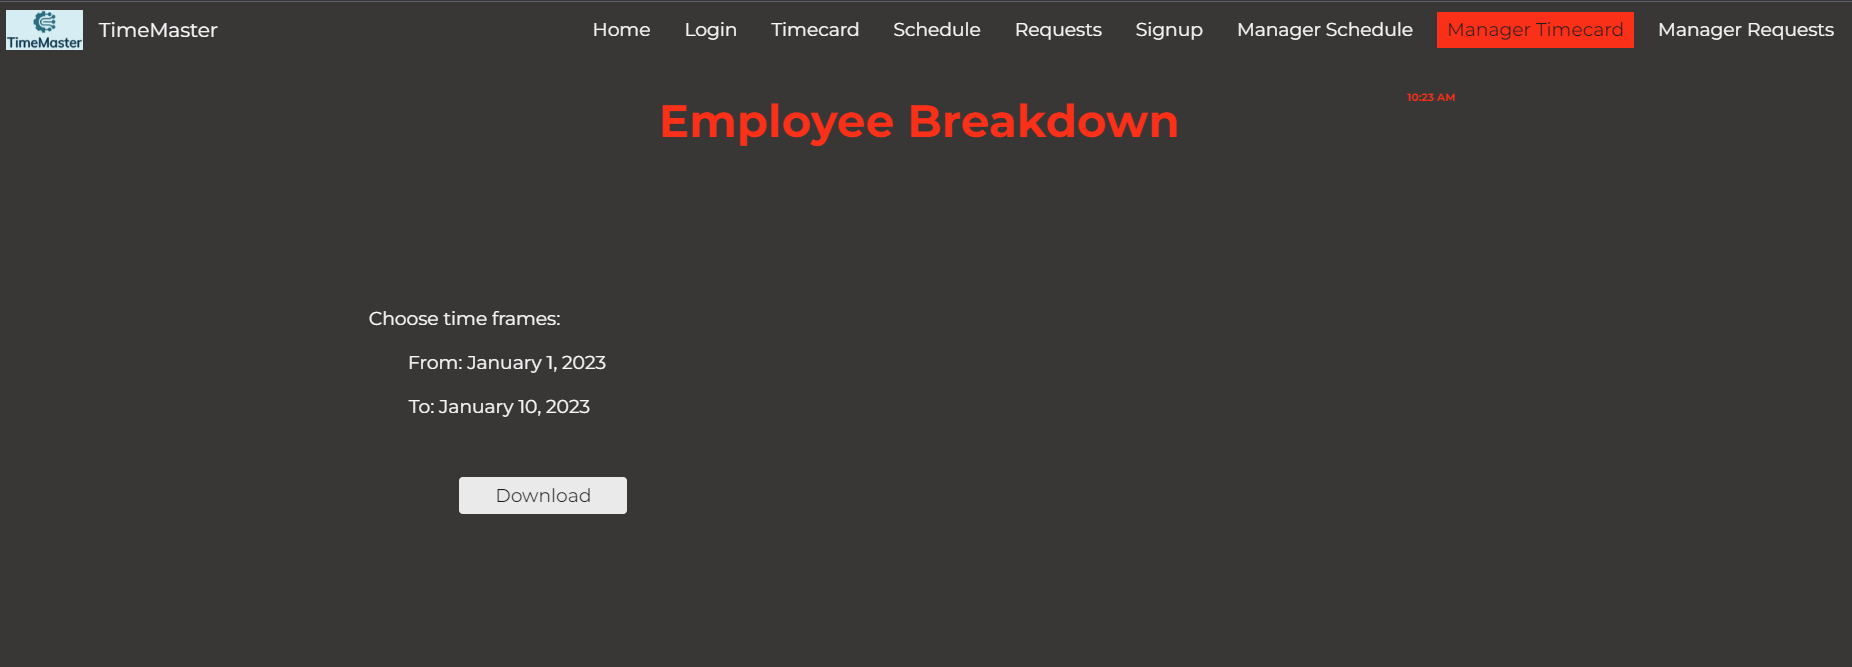 TimeMaster
TimeMaster Home Login Timecard Schedule Requests Signup Manager Schedule Manager Timecard Manager Requests
10:23 AM
Employee Breakdown
Choose time frames:
From: January 1, 2023
To: January 10, 2023
Download